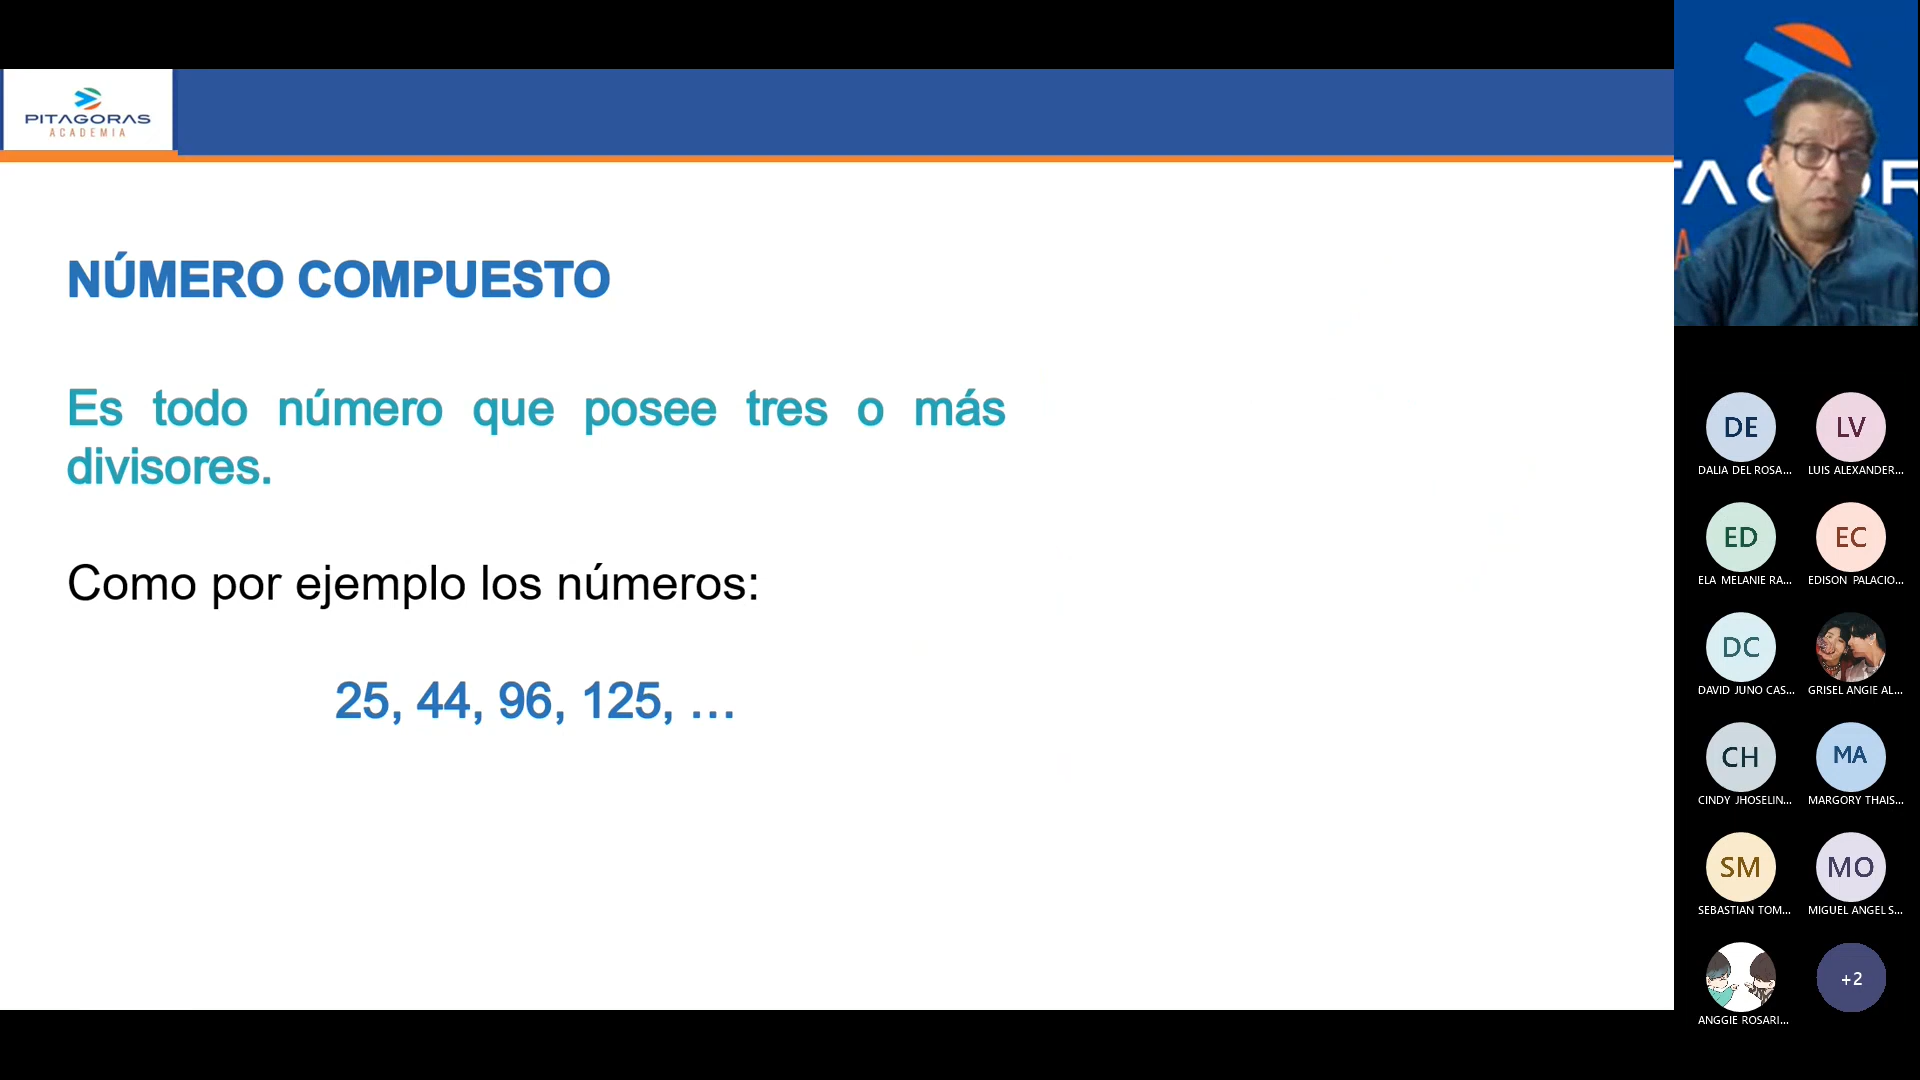 PITAGORAS
ACADEMIA
NÚMERO COMPUESTO
Es todo número que posee tres o más
divisores.
Como por ejemplo los números:
25, 44, 96, 125, …
DE
DALIA DEL ROSA...
LV
LUIS ALEXANDER...
ED
ELA MELANIE RA...
EC
EDISON PALACIO...
DC
DAVID JUNO CAS...
GRISEL ANGIE AL...
CH
CINDY JHOSELIN...
MA
MARGORY THAIS...
SM
SEBASTIAN TOM...
MO
MIGUEL ANGEL S...
ANGGIE ROSARI...
+2